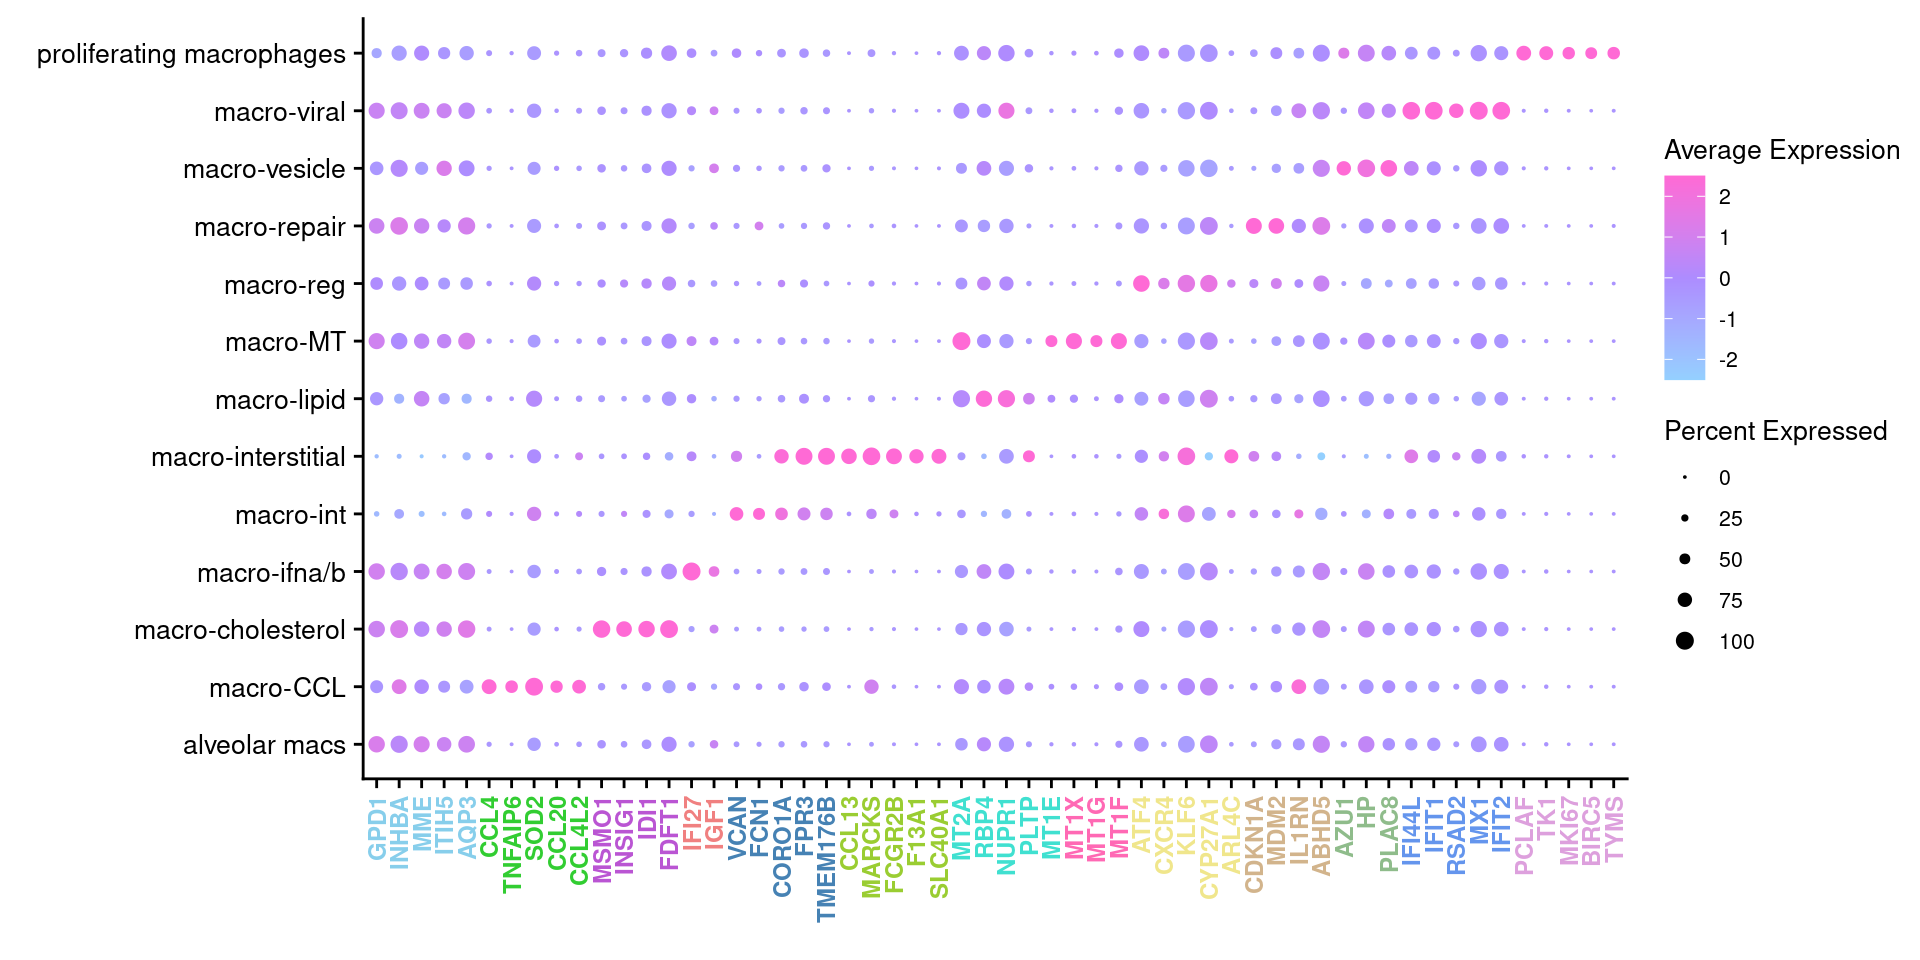 proliferating macrophages
macro-viral
macro-vesicle
macro-repair
macro-reg
macro-MT
macro-lipid
macro-interstitial
macro-int
macro-ifna/b
macro-cholesterol
macro-CCL
alveolar macs
GPD1
INHBA
MME
ITIH5
AQP3
CCL4
TNFAIP6
SOD2
CCL20
CCL4L2
MSMO1
INSIG1
IDI1
FDFT1
IFI27
IGF1
VCAN
FCN1
CORO1A
FPR3
TMEM176B
CCL13
MARCKS
FCGR2B
F13A1
SLC40A1
MT2A
RBP4
NUPR1
PLTP
MT1E
MT1X
MT1G
MT1F
ATF4
CXCR4
KLF6
CYP27A1
ARL4C
CDKN1A
MDM2
IL1RN
ABHD5
AZU1
HP
PLAC8
IFI44L
IFIT1
RSAD2
MX1
IFIT2
PCLAF
TK1
MKI67
BIRC5
TYMS
Average Expression
2
1
0
-1
-2
Percent Expressed
0
25
50
75
100